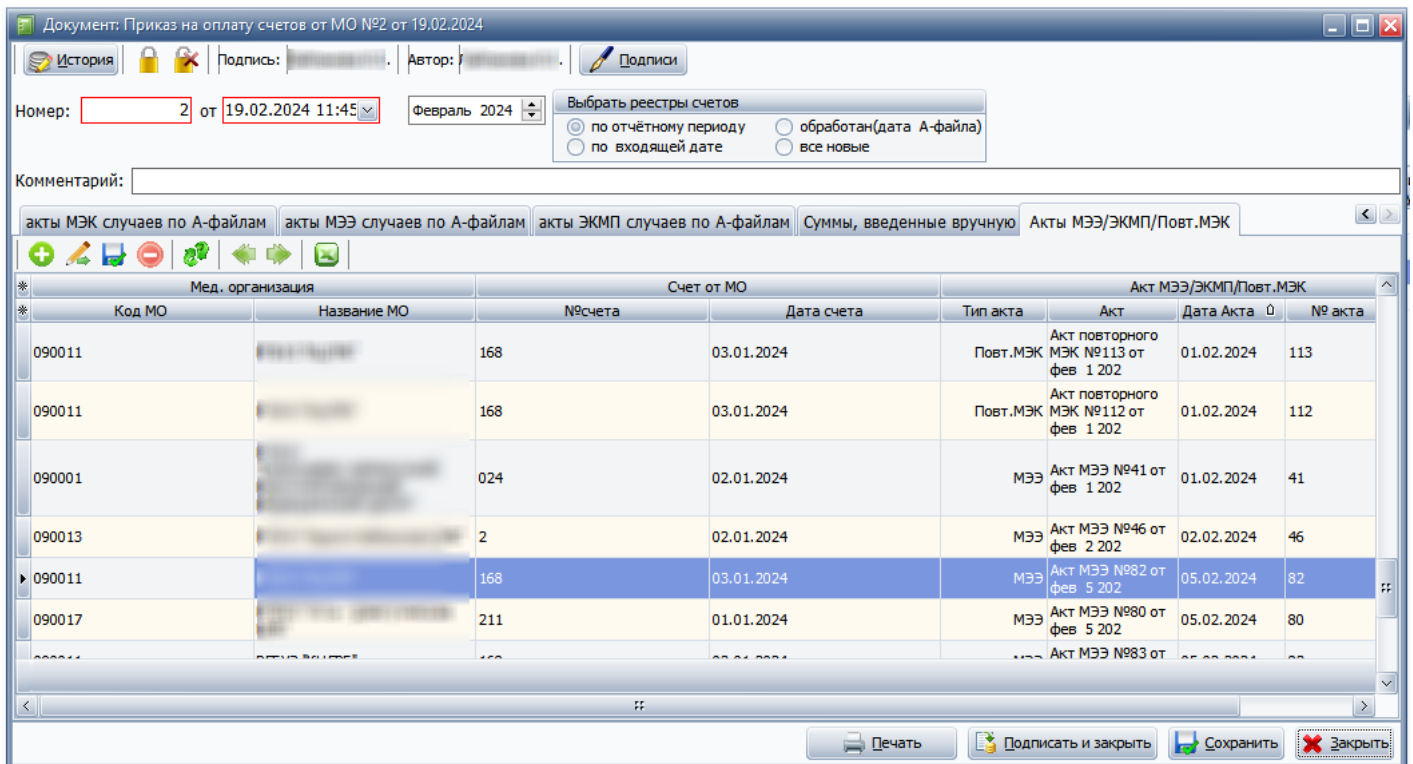 Документ: Приказ на оплату счетов от МО №2 от 19.02.2024
История Подпись: . Автор: . Подписи
Номер: 2 от 19.02.2024 11:45 Февраль 2024
Выбрать реестры счетов
по отчётному периоду обработан(дата А-файла)
по входящей дате все новые
Комментарий:
акты МЭК случаев по А-файлам акты МЭЭ случаев по А-файлам акты ЭКМП случаев по А-файлам Суммы, введенные вручную Акты МЭЭ/ЭКМП/Повт.МЭК
Мед. организация Счет от МО Акт МЭЭ/ЭКМП/Повт.МЭК
Код МО Название МО №счета Дата счета Тип акта Акт Дата Акта № акта
090011 168 03.01.2024 Повт.МЭК Акт повторного МЭК №113 от фев 1 202 01.02.2024 113
090011 168 03.01.2024 Повт.МЭК Акт повторного МЭК №112 от фев 1 202 01.02.2024 112
090001 024 02.01.2024 МЭЭ Акт МЭЭ №41 от фев 1 202 01.02.2024 41
090013 2 02.01.2024 МЭЭ Акт МЭЭ №46 от фев 2 202 02.02.2024 46
090011 168 03.01.2024 МЭЭ Акт МЭЭ №82 от фев 5 202 05.02.2024 82
090017 211 01.01.2024 МЭЭ Акт МЭЭ №80 от фев 5 202 05.02.2024 80
Акт МЭЭ №83 от
Печать Подписать и закрыть Сохранить Закрыть